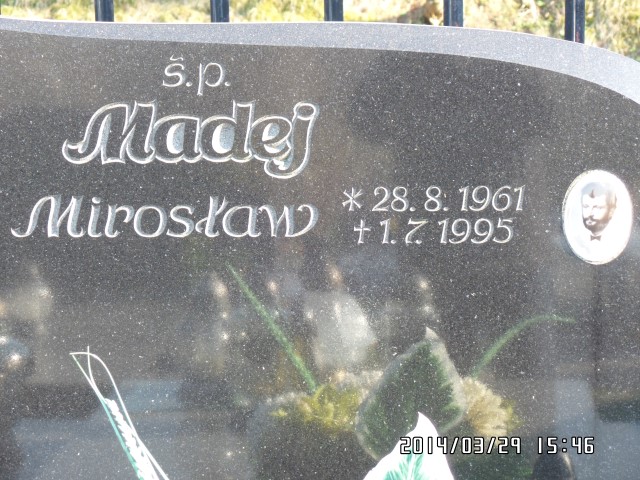 ś.p.
Madej
Mirosław
* 28.8.1961
† 1.7.1995
2014/03/29 15:46